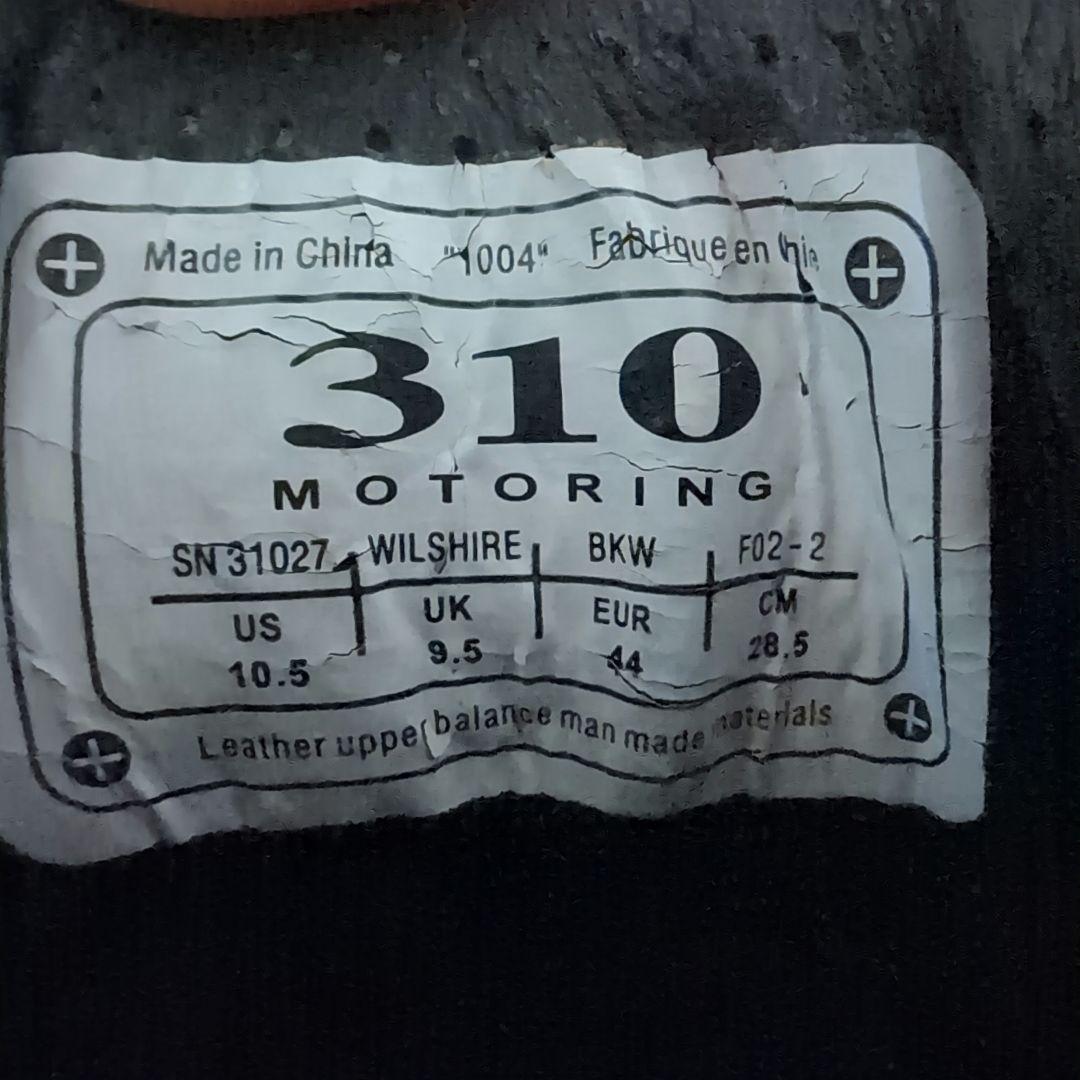 Made in China "1004" Fabrique en Chine
310
MOTORING
SN 31027 WILSHIRE BKW F02-2
US UK EUR CM
10.5 9.5 44 28.5
Leather upper balance man made materials